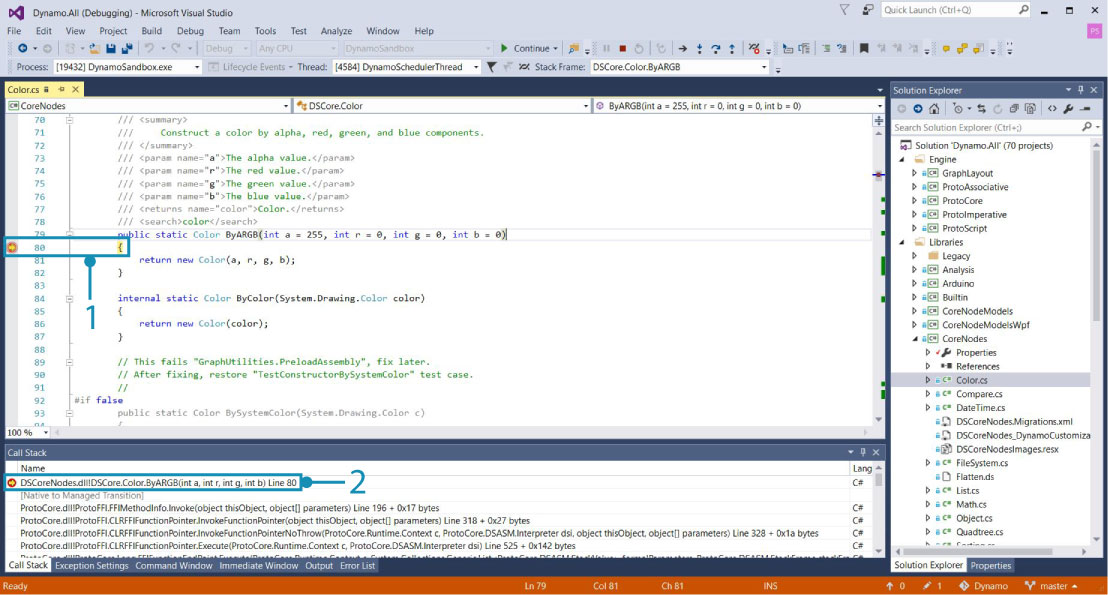 Dynamo.All (Debugging) - Microsoft Visual Studio
Quick Launch (Ctrl+Q)
File Edit View Project Build Debug Team Tools Test Analyze Window Help
PS
Debug Any CPU DynamoSandbox Continue
Process: [19432] DynamoSandbox.exe Lifecycle Events Thread: [4584] DynamoSchedulerThread Stack Frame: DSCore.Color.ByARGB
Color.cs
CoreNodes DSCore.Color ByARGB(int a = 255, int r = 0, int g = 0, int b = 0)
70 /// <summary>
71 /// Construct a color by alpha, red, green, and blue components.
72 /// </summary>
73 /// <param name="a">The alpha value.</param>
74 /// <param name="r">The red value.</param>
75 /// <param name="g">The green value.</param>
76 /// <param name="b">The blue value.</param>
77 /// <returns name="color">Color.</returns>
78 /// <search>color</search>
79 public static Color ByARGB(int a = 255, int r = 0, int g = 0, int b = 0)
80 {
81 return new Color(a, r, g, b);
82 }
83
84 internal static Color ByColor(System.Drawing.Color color)
85 {
86 return new Color(color);
87 }
88
89 // This fails "GraphUtilities.PreloadAssembly", fix later.
90 // After fixing, restore "TestConstructorBySystemColor" test case.
91 //
92 #if false
93 public static Color BySystemColor(System.Drawing.Color c)
94
1
100 %
Call Stack
Name Lang
DSCoreNodes.dll!DSCore.Color.ByARGB(int a, int r, int g, int b) Line 80 C#
2
[Native to Managed Transition]
ProtoCore.dll!ProtoFFI.FFIMethodInfo.Invoke(object thisObject, object[] parameters) Line 196 + 0x17 bytes C#
ProtoCore.dll!ProtoFFI.CLRFFIFunctionPointer.InvokeFunctionPointer(object thisObject, object[] parameters) Line 318 + 0x27 bytes C#
ProtoCore.dll!ProtoFFI.CLRFFIFunctionPointer.InvokeFunctionPointerNoThrow(ProtoCore.Runtime.Context c, ProtoCore.DSASM.Interpreter dsi, object thisObject, object[] parameters) Line 328 + 0x1a bytes C#
ProtoCore.dll!ProtoFFI.CLRFFIFunctionPointer.Execute(ProtoCore.Runtime.Context c, ProtoCore.DSASM.Interpreter dsi) Line 525 + 0x142 bytes C#
Call Stack Exception Settings Command Window Immediate Window Output Error List
Solution Explorer
Search Solution Explorer (Ctrl+;)
Solution 'Dynamo.All' (70 projects)
Engine
GraphLayout
ProtoAssociative
ProtoCore
ProtoImperative
ProtoScript
Libraries
Legacy
Analysis
Arduino
BuiltIn
CoreNodeModels
CoreNodeModelsWpf
CoreNodes
Properties
References
Color.cs
Compare.cs
DateTime.cs
DSCoreNodes.Migrations.xml
DSCoreNodes_DynamoCustomiza
DSCoreNodesImages.resx
FileSystem.cs
Flatten.ds
List.cs
Math.cs
Object.cs
Quadtree.cs
Solution Explorer Properties
Ready Ln 79 Col 81 Ch 81 INS 0 1 Dynamo master